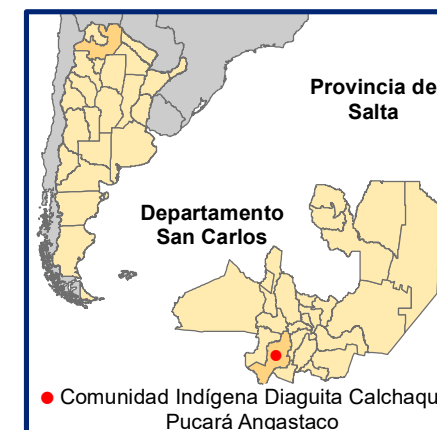 Provincia de
Salta
Departamento
San Carlos
Comunidad Indígena Diaguita Calchaqu
Pucará Angastaco